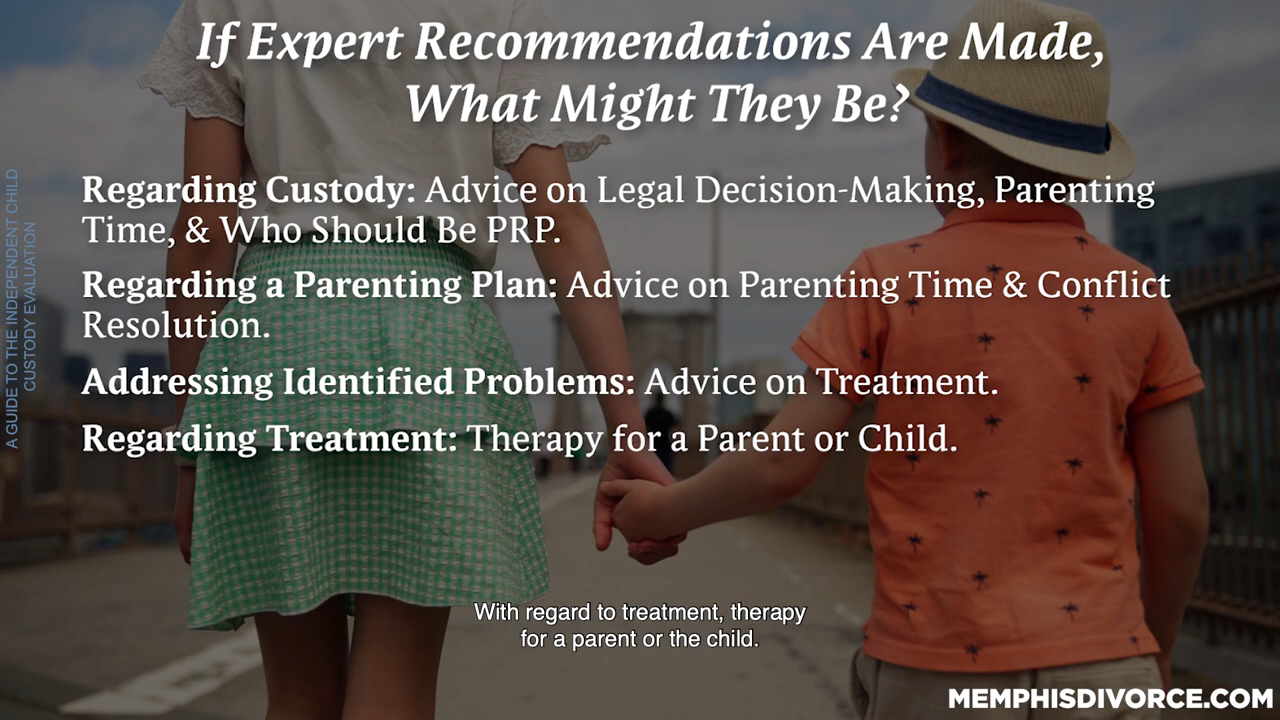 If Expert Recommendations Are Made,
What Might They Be?
Regarding Custody: Advice on Legal Decision-Making, Parenting
Time, & Who Should Be PRP.
Regarding a Parenting Plan: Advice on Parenting Time & Conflict
Resolution.
Addressing Identified Problems: Advice on Treatment.
Regarding Treatment: Therapy for a Parent or Child.
A GUIDE TO THE INDEPENDENT CHILD
CUSTODY EVALUATION
With regard to treatment, therapy
for a parent or the child.
MEMPHISDIVORCE.COM